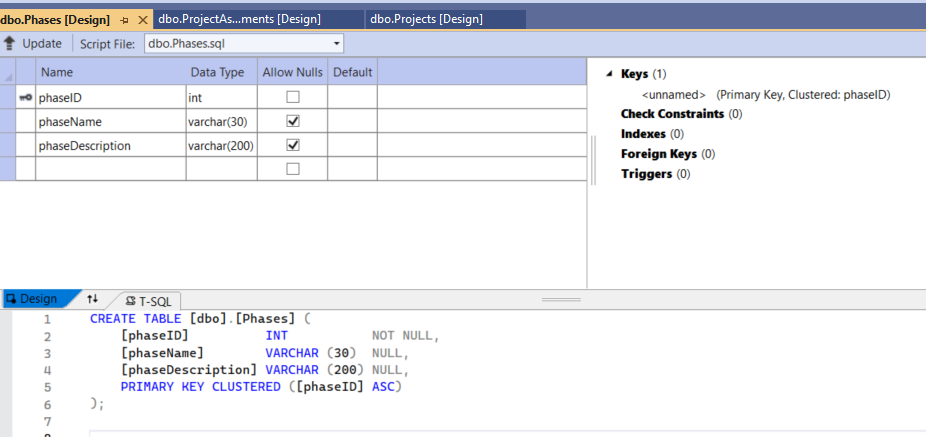 dbo.Phases [Design] dbo.ProjectAs...ments [Design] dbo.Projects [Design]
Update Script File: dbo.Phases.sql
Name Data Type Allow Nulls Default
phaseID int
phaseName varchar(30)
phaseDescription varchar(200)
Keys (1)
<unnamed> (Primary Key, Clustered: phaseID)
Check Constraints (0)
Indexes (0)
Foreign Keys (0)
Triggers (0)
Design T-SQL
1 CREATE TABLE [dbo].[Phases] (
2 [phaseID] INT NOT NULL,
3 [phaseName] VARCHAR (30) NULL,
4 [phaseDescription] VARCHAR (200) NULL,
5 PRIMARY KEY CLUSTERED ([phaseID] ASC)
6 );
7
8